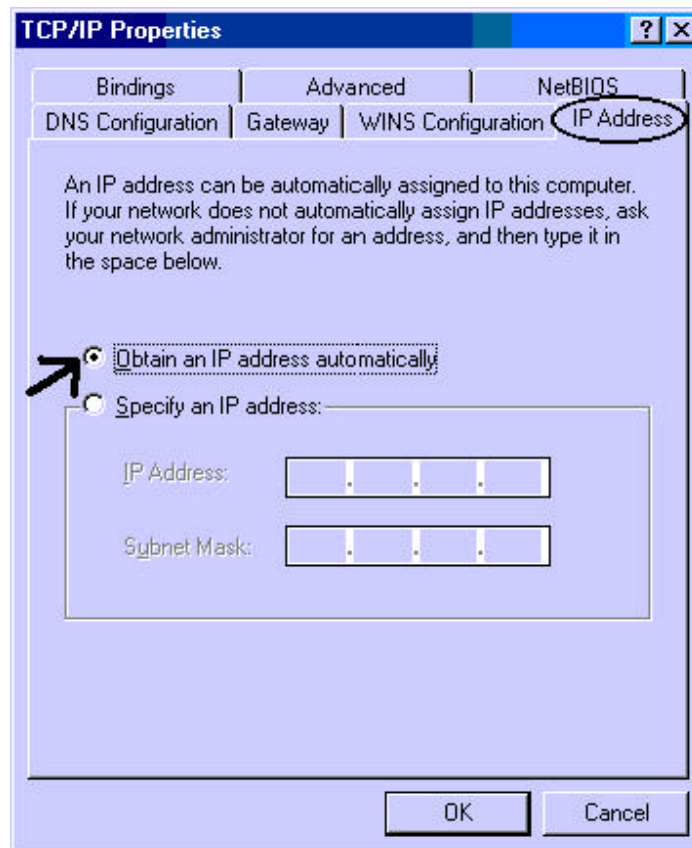 TCP/IP Properties
Bindings Advanced NetBIOS
DNS Configuration Gateway WINS Configuration IP Address
An IP address can be automatically assigned to this computer.
If your network does not automatically assign IP addresses, ask
your network administrator for an address, and then type it in
the space below.
Obtain an IP address automatically
Specify an IP address:
IP Address:
Subnet Mask:
OK Cancel